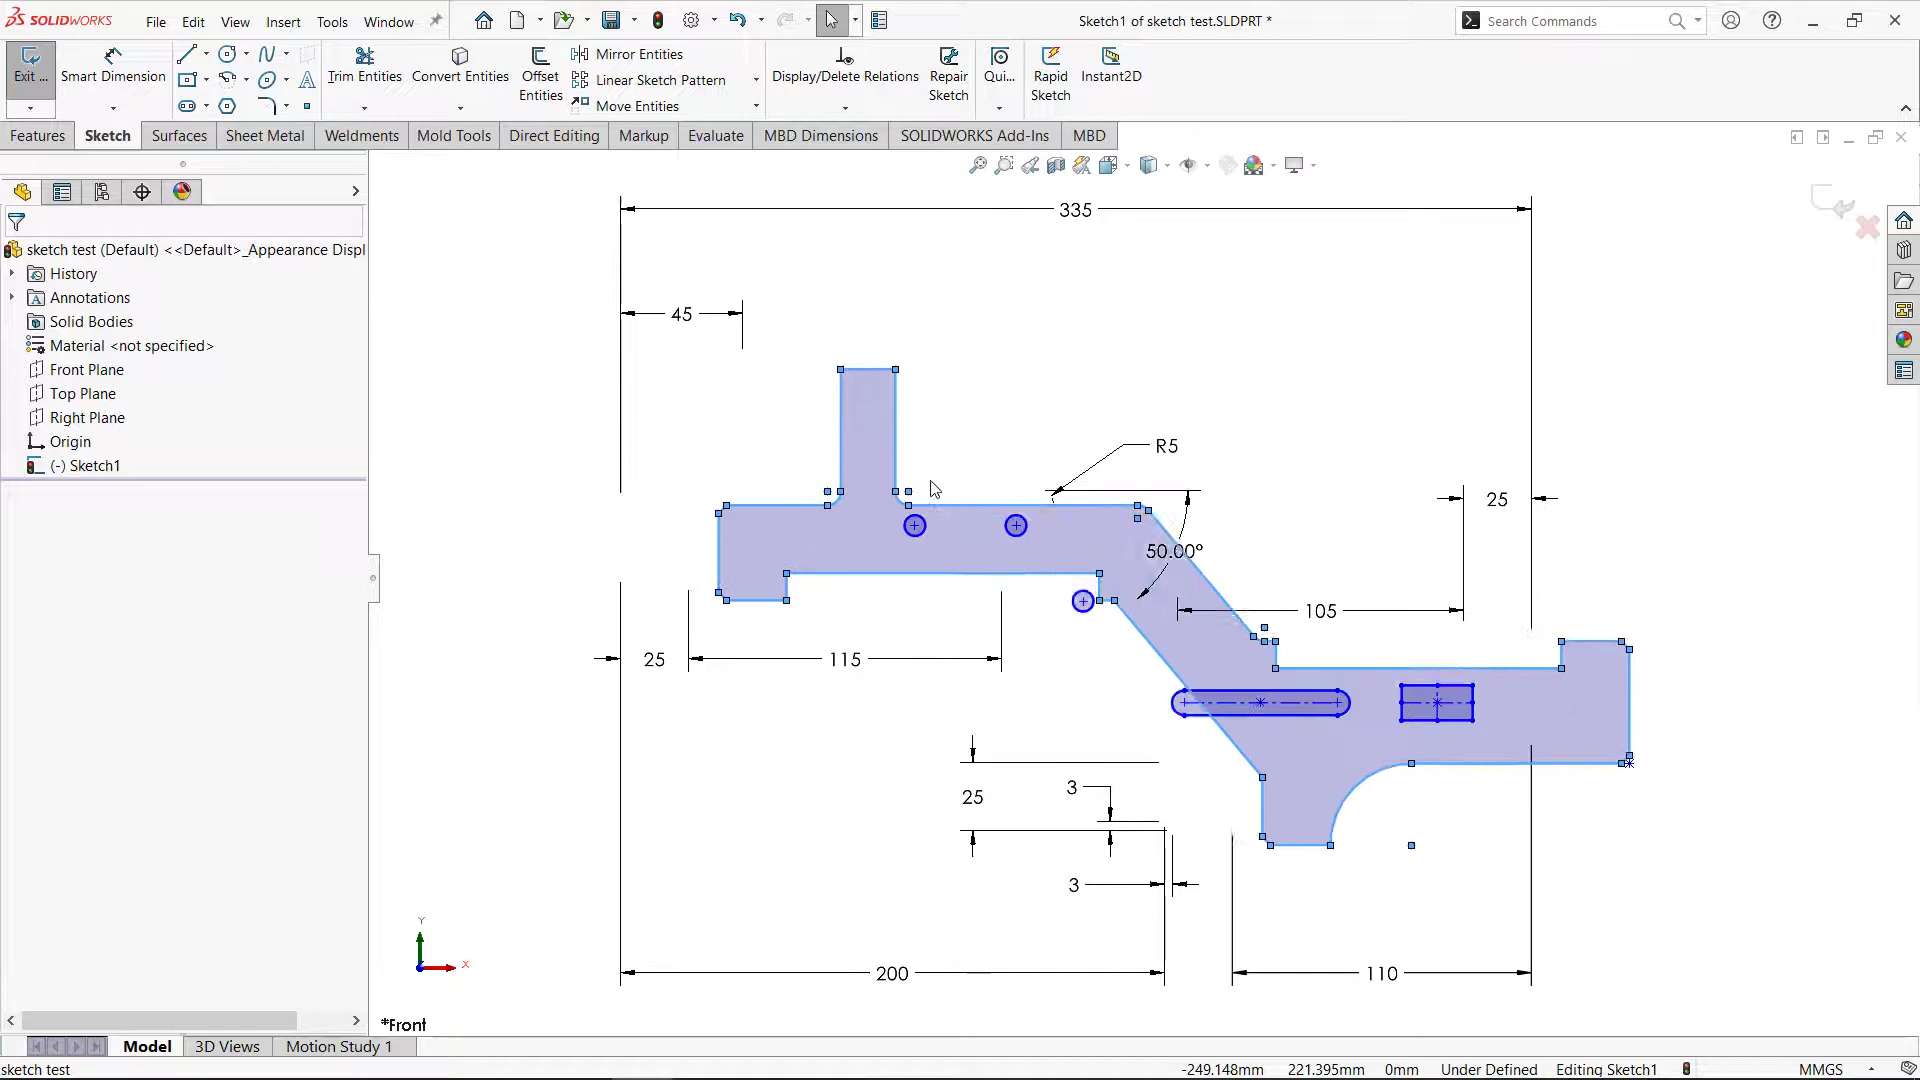 SOLIDWORKS File Edit View Insert Tools Window
Sketch1 of sketch test.SLDPRT *
Search Commands
Exit ... Smart Dimension Trim Entities Convert Entities Offset Entities Mirror Entities
Linear Sketch Pattern
Move Entities
Display/Delete Relations Repair Sketch Qui... Rapid Sketch Instant2D
Features Sketch Surfaces Sheet Metal Weldments Mold Tools Direct Editing Markup Evaluate MBD Dimensions SOLIDWORKS Add-Ins MBD
sketch test (Default) <<Default>_Appearance Displ
History
Annotations
Solid Bodies
Material <not specified>
Front Plane
Top Plane
Right Plane
Origin
(-) Sketch1
335
45
R5
25
50.00°
105
25
115
25
3
3
200
110
Y
X
*Front
Model 3D Views Motion Study 1
sketch test
-249.148mm 221.395mm 0mm Under Defined Editing Sketch1 MMGS